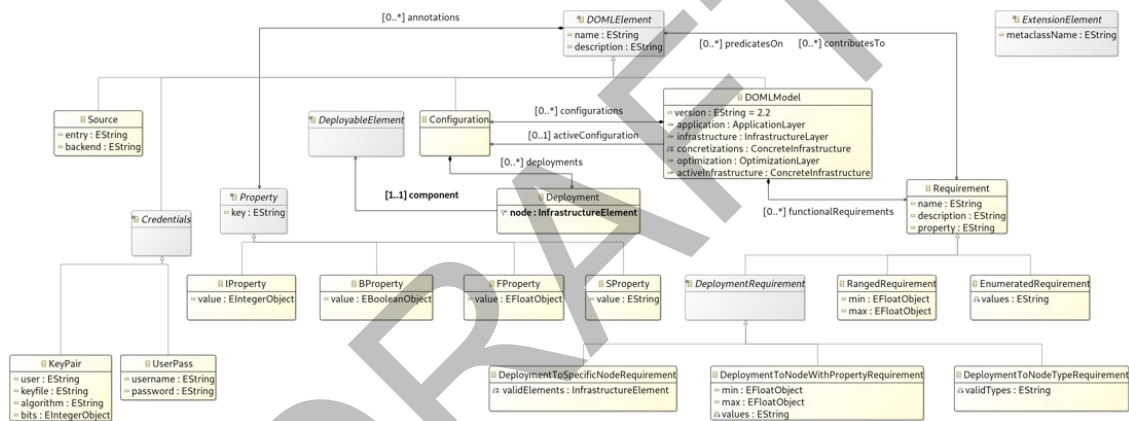 [0..*] annotations
DOMLElement
name : EString
description : EString
ExtensionElement
metaclassName : EString
[0..*] predicatesOn
[0..*] contributesTo
Source
entry : EString
backend : EString
DeployableElement
Configuration
[0..*] configurations
[0..1] activeConfiguration
DOMLModel
version : EString = 2.2
application : ApplicationLayer
infrastructure : InfrastructureLayer
concretizations : ConcreteInfrastructure
optimization : OptimizationLayer
activeInfrastructure : ConcreteInfrastructure
[0..*] deployments
[1..1] component
Deployment
node : InfrastructureElement
[0..*] functionalRequirements
Requirement
name : EString
description : EString
property : EString
Property
key : EString
Credentials
IProperty
value : EIntegerObject
BProperty
value : EBooleanObject
FProperty
value : EFloatObject
SProperty
value : EString
DeploymentRequirement
RangedRequirement
min : EFloatObject
max : EFloatObject
EnumeratedRequirement
values : EString
KeyPair
user : EString
keyfile : EString
algorithm : EString
bits : EIntegerObject
UserPass
username : EString
password : EString
DeploymentToSpecificNodeRequirement
validElements : InfrastructureElement
DeploymentToNodeWithPropertyRequirement
min : EFloatObject
max : EFloatObject
values : EString
DeploymentToNodeTypeRequirement
validTypes : EString
DRAFT